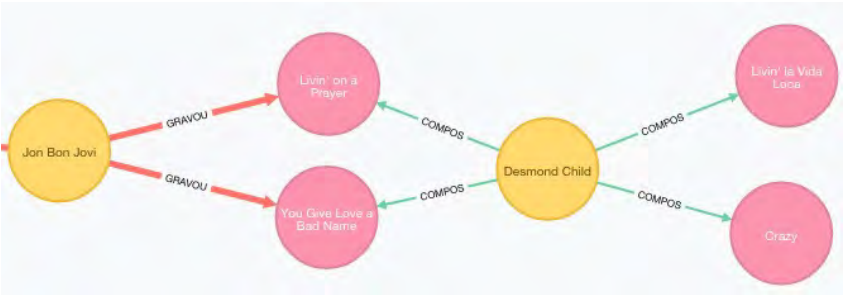 Livin' on a
Prayer
Livin' la Vida
Loca
GRAVOU
COMPOS
COMPOS
Jon Bon Jovi
Desmond Child
GRAVOU
COMPOS
COMPOS
You Give Love a
Bad Name
Crazy